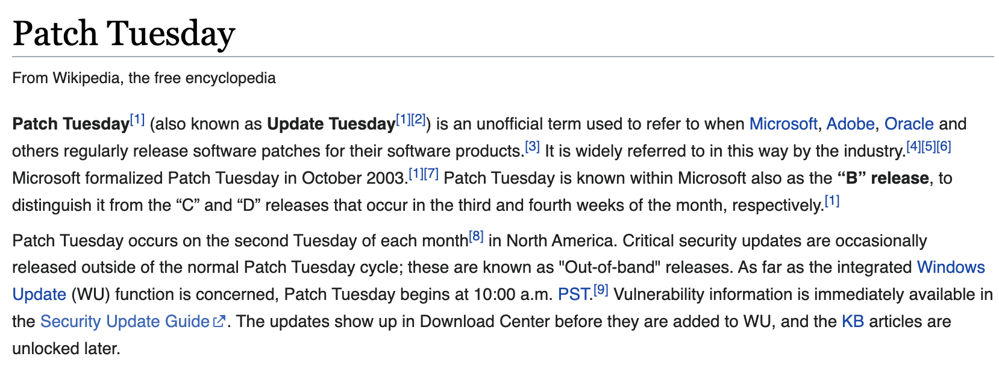 Patch Tuesday
From Wikipedia, the free encyclopedia
Patch Tuesday[1] (also known as Update Tuesday[1][2]) is an unofficial term used to refer to when Microsoft, Adobe, Oracle and
others regularly release software patches for their software products.[3] It is widely referred to in this way by the industry.[4][5][6]
Microsoft formalized Patch Tuesday in October 2003.[1][7] Patch Tuesday is known within Microsoft also as the “B” release, to
distinguish it from the “C” and “D” releases that occur in the third and fourth weeks of the month, respectively.[1]
Patch Tuesday occurs on the second Tuesday of each month[8] in North America. Critical security updates are occasionally
released outside of the normal Patch Tuesday cycle; these are known as "Out-of-band" releases. As far as the integrated Windows
Update (WU) function is concerned, Patch Tuesday begins at 10:00 a.m. PST.[9] Vulnerability information is immediately available in
the Security Update Guide. The updates show up in Download Center before they are added to WU, and the KB articles are
unlocked later.